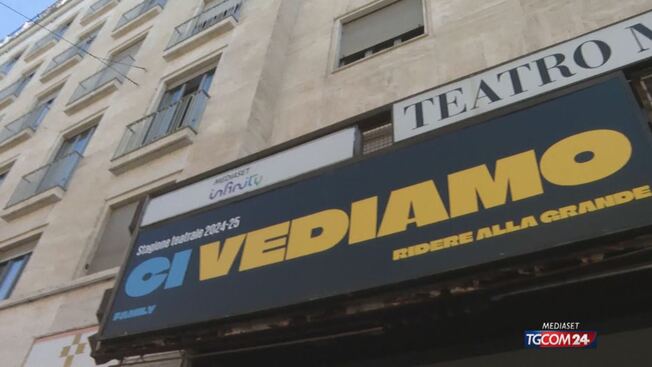 TEATRO
MEDIASET
infinity
Stagione teatrale 2024-25
CI VEDIAMO
RIDERE ALLA GRANDE
FAMILY
MEDIASET
TGCOM24